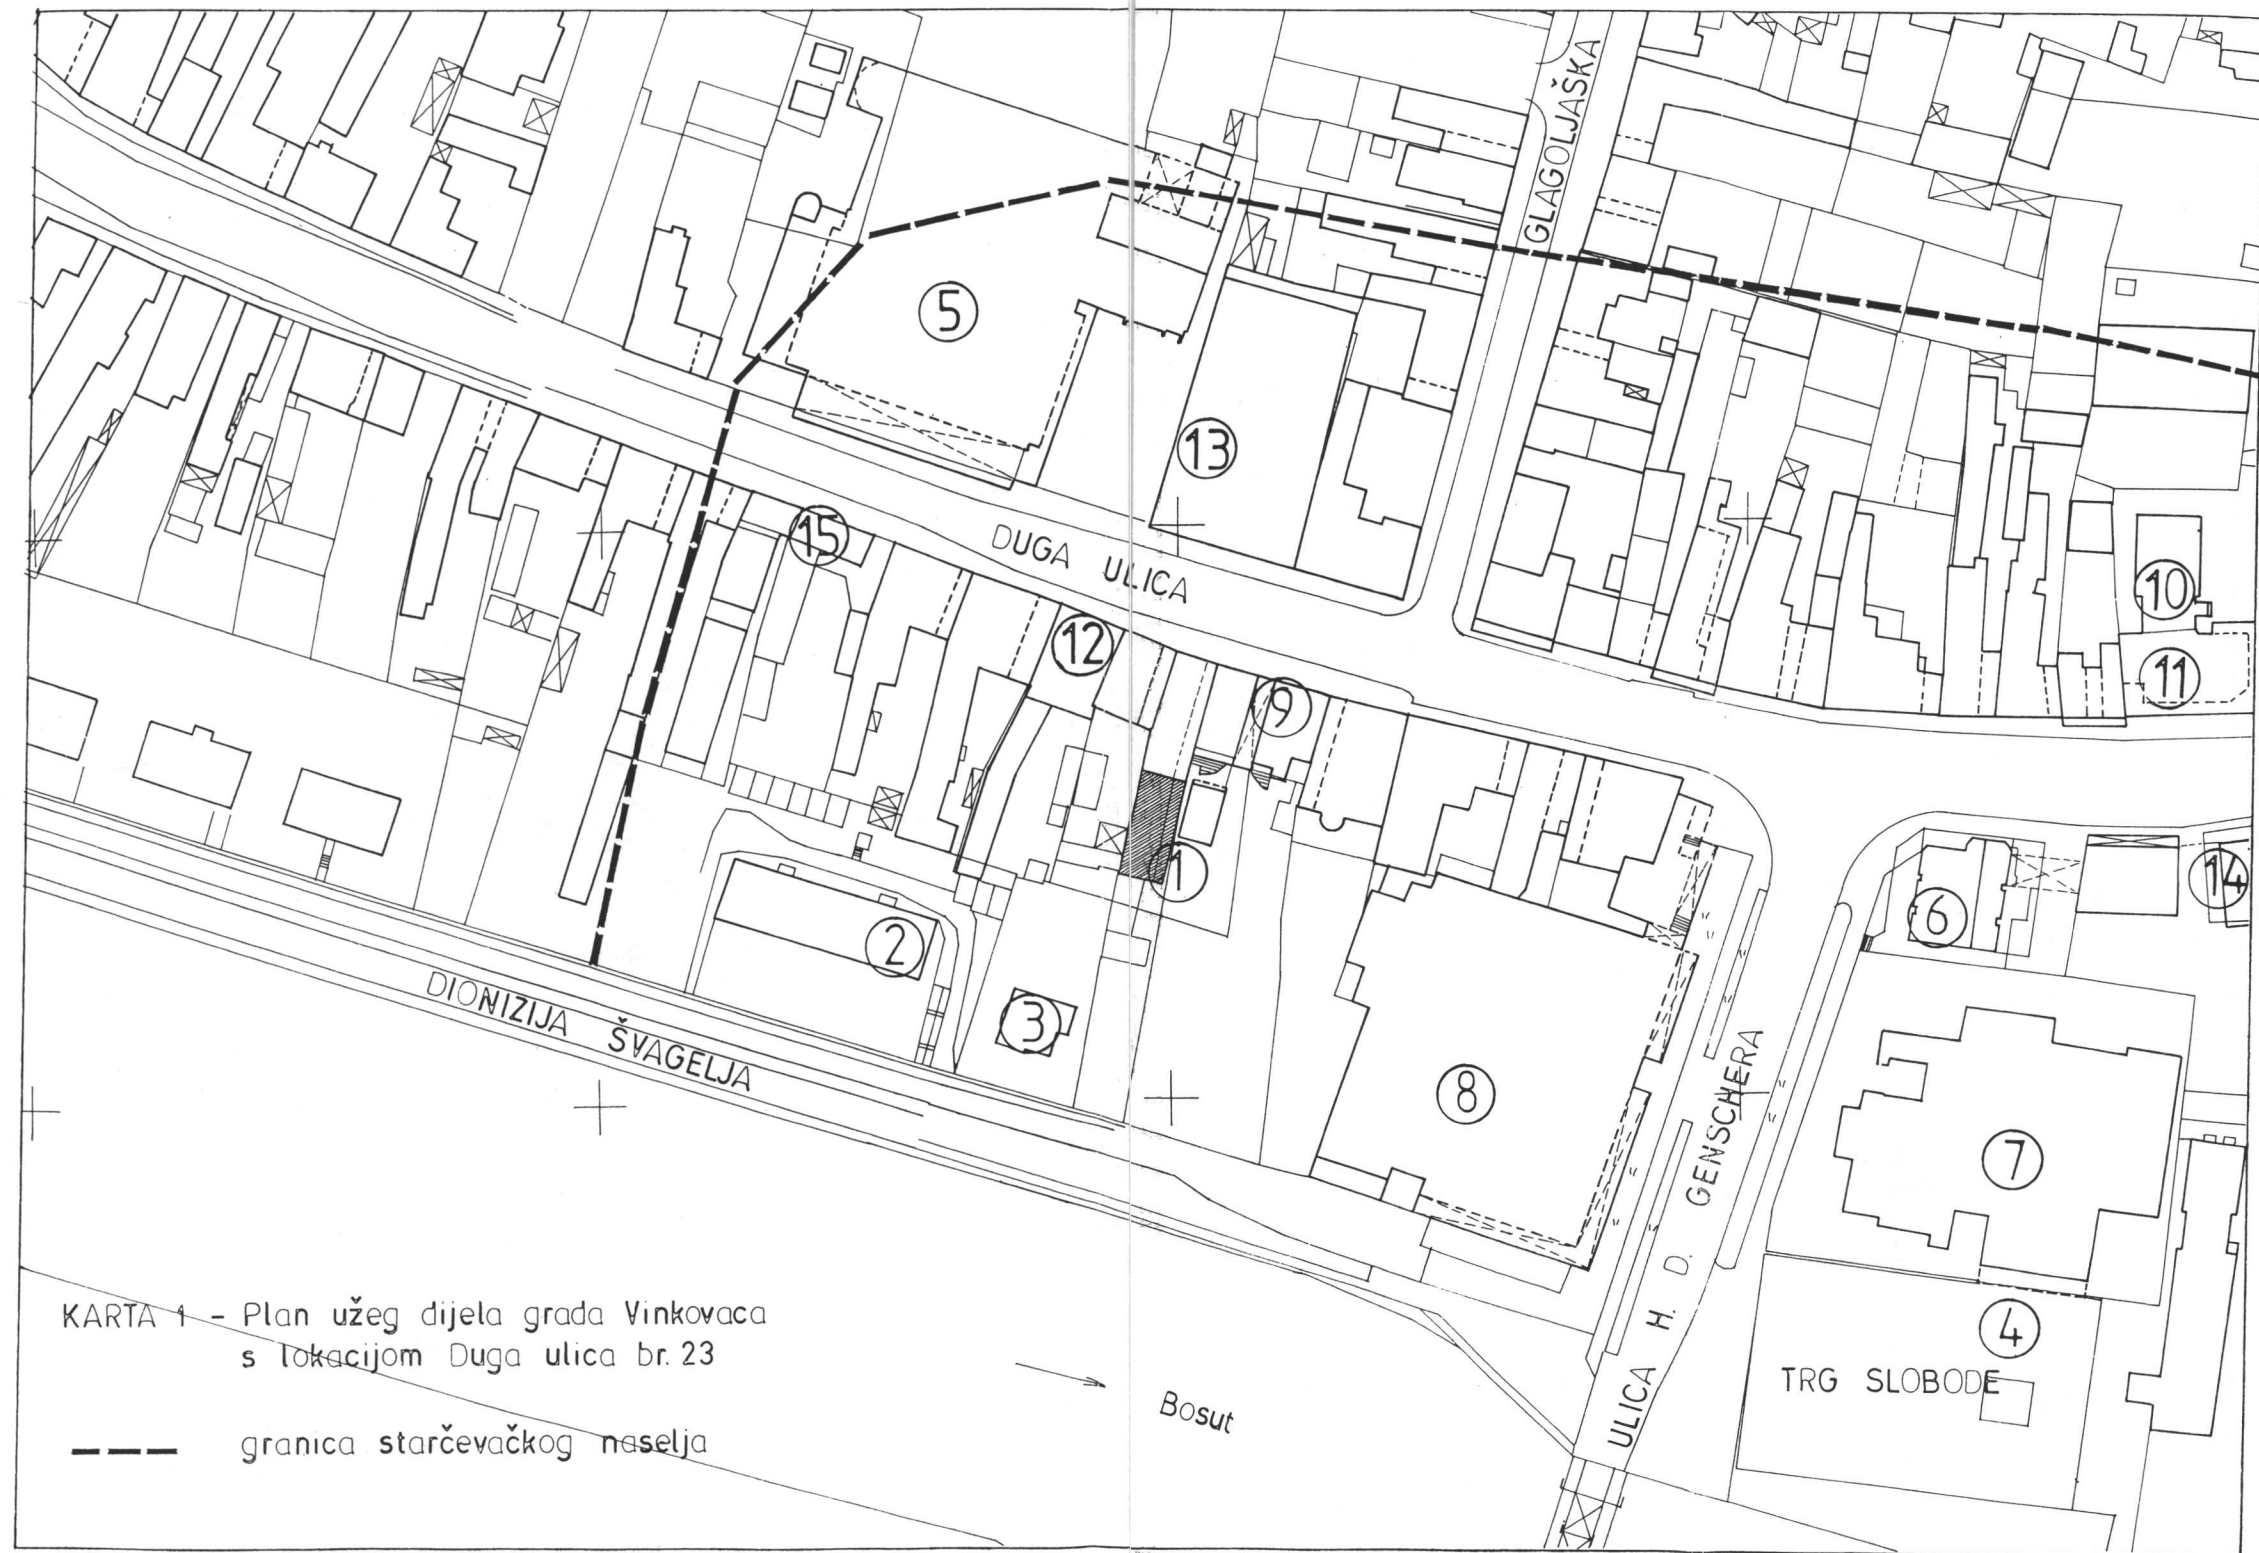 GLAGOLJAŠKA
5
13
15
DUGA ULICA
10
12
11
9
1
14
6
2
3
DIONIZIJA ŠVAGELJA
8
ULICA H. D. GENSCHERA
7
4
TRG SLOBODE
KARTA 1 - Plan užeg dijela grada Vinkovaca
s lokacijom Duga ulica br. 23
Bosut
granica starčevačkog naselja